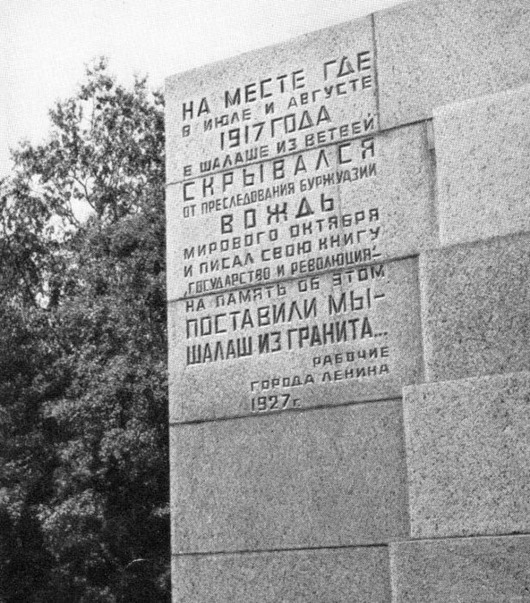 НА МЕСТЕ ГДЕ
В ИЮЛЕ И АВГУСТЕ
1917 ГОДА
В ШАЛАШЕ ИЗ ВЕТВЕЙ
СКРЫВАЛСЯ
ОТ ПРЕСЛЕДОВАНИЯ БУРЖУАЗИИ
ВОЖДЬ
МИРОВОГО ОКТЯБРЯ
И ПИСАЛ СВОЮ КНИГУ
„ГОСУДАРСТВО И РЕВОЛЮЦИЯ“
НА ПАМЯТЬ ОБ ЭТОМ
ПОСТАВИЛИ МЫ-
ШАЛАШ ИЗ ГРАНИТА...
РАБОЧИЕ
ГОРОДА ЛЕНИНА
1927 г.